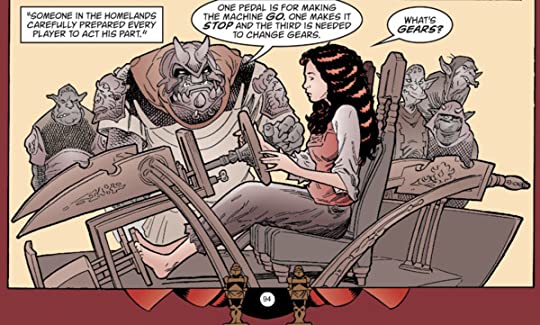 "SOMEONE IN THE HOMELANDS
CAREFULLY PREPARED EVERY
PLAYER TO ACT HIS PART."
ONE PEDAL IS FOR MAKING
THE MACHINE GO, ONE MAKES IT
STOP AND THE THIRD IS NEEDED
TO CHANGE GEARS.
WHAT'S
GEARS?
94